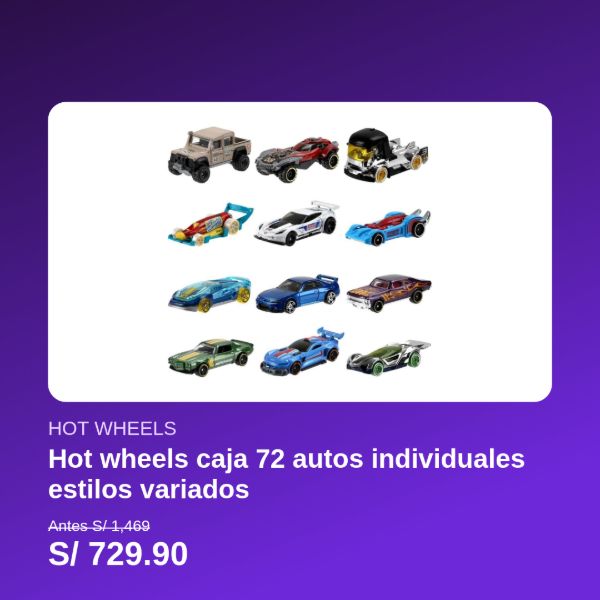 HOT WHEELS
Hot wheels caja 72 autos individuales
estilos variados
Antes S/ 1,469
S/ 729.90